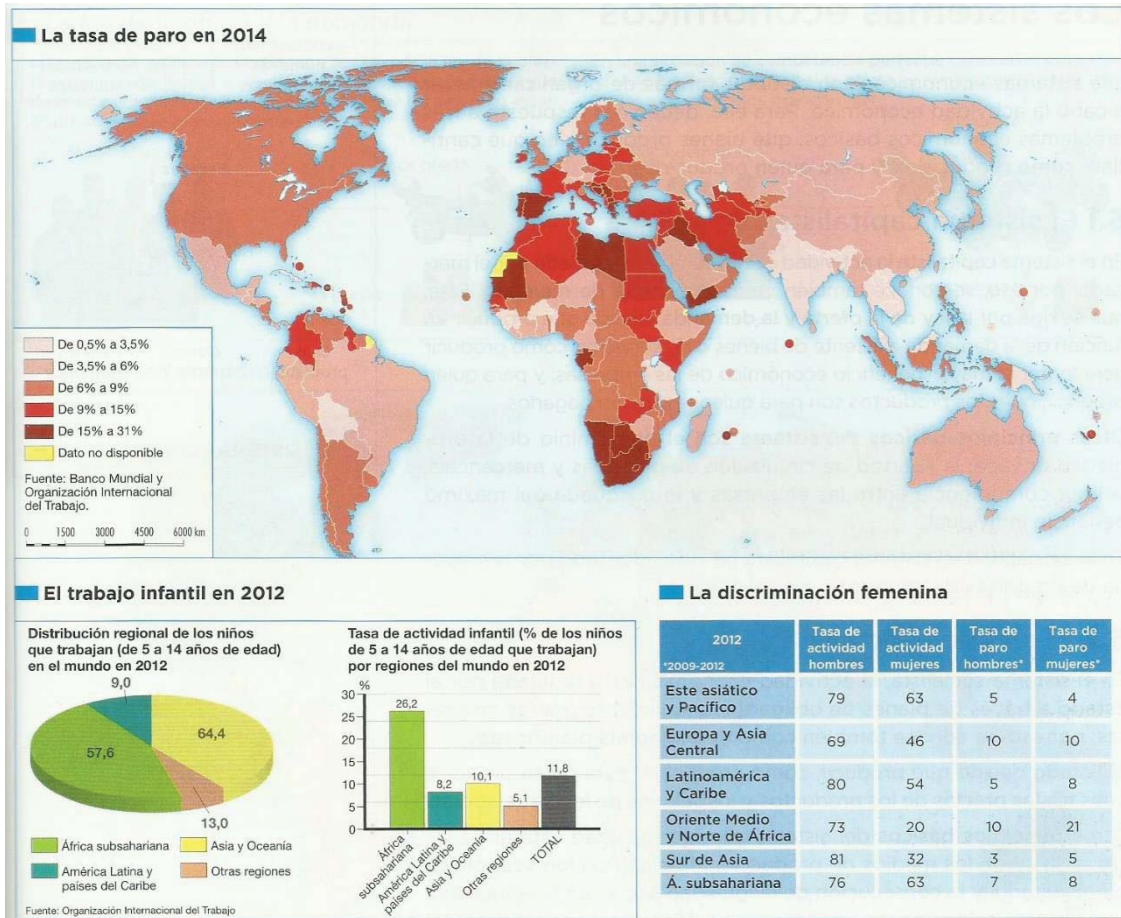 Los sistemas económicos
La tasa de paro en 2014
De 0,5% a 3,5%
De 3,5% a 6%
De 6% a 9%
De 9% a 15%
De 15% a 31%
Dato no disponible
Fuente: Banco Mundial y
Organización Internacional
del Trabajo.
0 1500 3000 4500 6000 km
El trabajo infantil en 2012
Distribución regional de los niños
que trabajan (de 5 a 14 años de edad)
en el mundo en 2012
9,0
57,6
64,4
13,0
África subsahariana
Asia y Oceanía
América Latina y
países del Caribe
Otras regiones
Fuente: Organización Internacional del Trabajo
Tasa de actividad infantil (% de los niños
de 5 a 14 años de edad que trabajan)
por regiones del mundo en 2012
%
30
25
20
15
10
5
0
26,2
8,2
10,1
5,1
11,8
África
subsahariana
América Latina y
países del Caribe
Asia y Oceanía
Otras regiones
TOTAL
La discriminación femenina
2012
*2009-2012
Tasa de
actividad
hombres
Tasa de
actividad
mujeres
Tasa de
paro
hombres*
Tasa de
paro
mujeres*
Este asiático
y Pacífico
79 63 5 4
Europa y Asia
Central
69 46 10 10
Latinoamérica
y Caribe
80 54 5 8
Oriente Medio
y Norte de África
73 20 10 21
Sur de Asia 81 32 3 5
Á. subsahariana 76 63 7 8